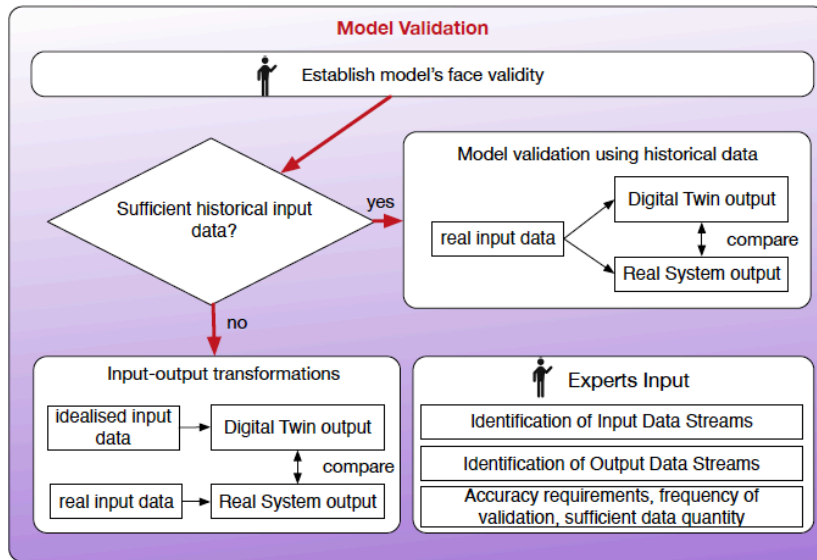 Model Validation
Establish model's face validity
Sufficient historical input
data?
yes
no
Model validation using historical data
real input data
Digital Twin output
compare
Real System output
Input-output transformations
idealised input
data
Digital Twin output
compare
real input data
Real System output
Experts Input
Identification of Input Data Streams
Identification of Output Data Streams
Accuracy requirements, frequency of
validation, sufficient data quantity